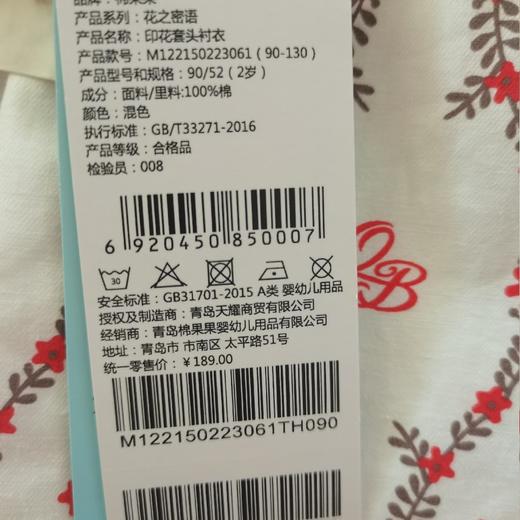 产品系列：花之密语
产品名称：印花套头衬衣
产品款号：M122150223061（90-130）
产品型号和规格：90/52（2岁）
成分：面料/里料:100%棉
颜色：混色
执行标准：GB/T33271-2016
产品等级：合格品
检验员：008
6 920450 850007
30
安全标准：GB31701-2015 A类 婴幼儿用品
授权及制造商：青岛天耀商贸有限公司
经销商：青岛棉果果婴幼儿用品有限公司
地址：青岛市 市南区 太平路51号
统一零售价：￥189.00
M122150223061TH090